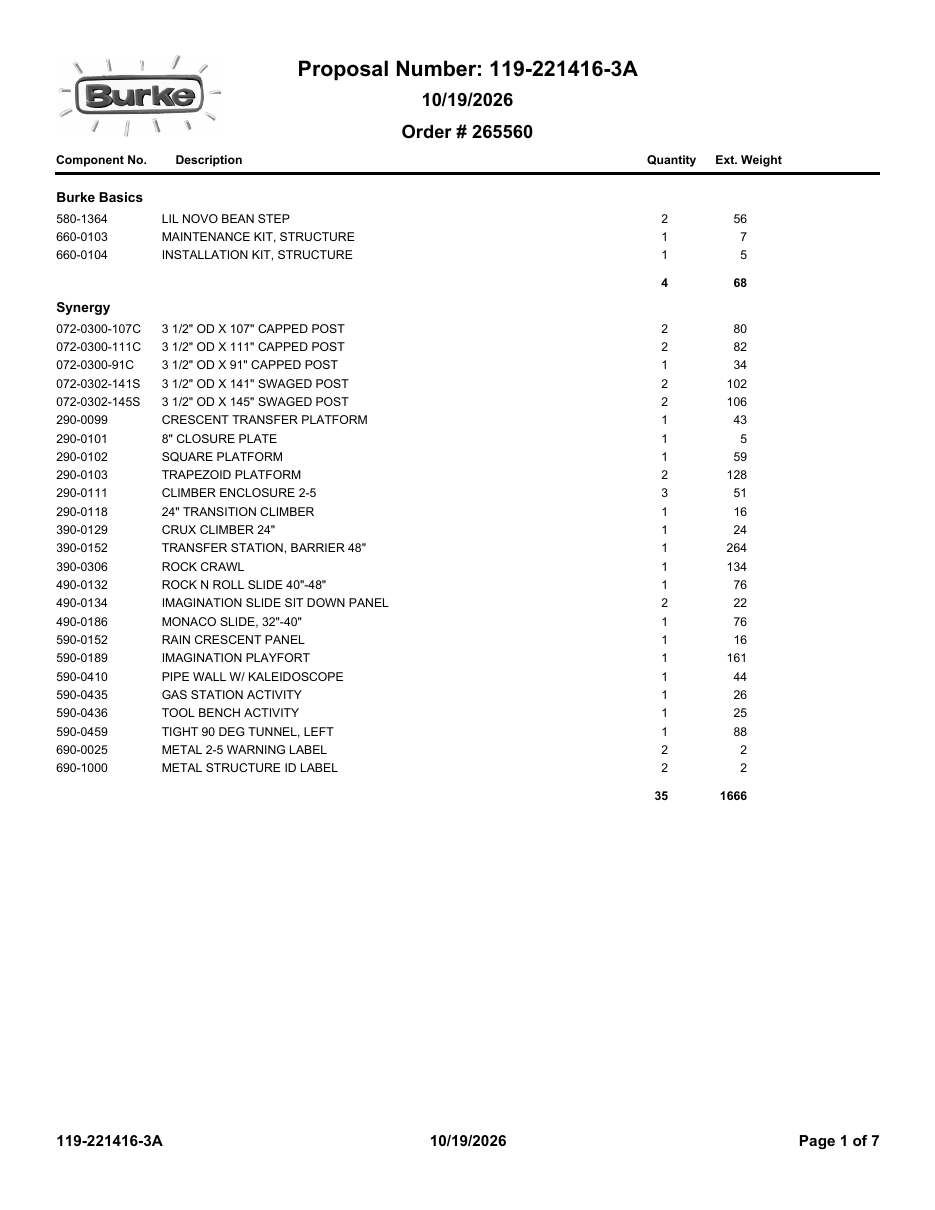 Burke
Proposal Number: 119-221416-3A
10/19/2026
Order # 265560
Component No. Description Quantity Ext. Weight
Burke Basics
580-1364 LIL NOVO BEAN STEP 2 56
660-0103 MAINTENANCE KIT, STRUCTURE 1 7
660-0104 INSTALLATION KIT, STRUCTURE 1 5
4 68
Synergy
072-0300-107C 3 1/2" OD X 107" CAPPED POST 2 80
072-0300-111C 3 1/2" OD X 111" CAPPED POST 2 82
072-0300-91C 3 1/2" OD X 91" CAPPED POST 1 34
072-0302-141S 3 1/2" OD X 141" SWAGED POST 2 102
072-0302-145S 3 1/2" OD X 145" SWAGED POST 2 106
290-0099 CRESCENT TRANSFER PLATFORM 1 43
290-0101 8" CLOSURE PLATE 1 5
290-0102 SQUARE PLATFORM 1 59
290-0103 TRAPEZOID PLATFORM 2 128
290-0111 CLIMBER ENCLOSURE 2-5 3 51
290-0118 24" TRANSITION CLIMBER 1 16
390-0129 CRUX CLIMBER 24" 1 24
390-0152 TRANSFER STATION, BARRIER 48" 1 264
390-0306 ROCK CRAWL 1 134
490-0132 ROCK N ROLL SLIDE 40"-48" 1 76
490-0134 IMAGINATION SLIDE SIT DOWN PANEL 2 22
490-0186 MONACO SLIDE, 32"-40" 1 76
590-0152 RAIN CRESCENT PANEL 1 16
590-0189 IMAGINATION PLAYFORT 1 161
590-0410 PIPE WALL W/ KALEIDOSCOPE 1 44
590-0435 GAS STATION ACTIVITY 1 26
590-0436 TOOL BENCH ACTIVITY 1 25
590-0459 TIGHT 90 DEG TUNNEL, LEFT 1 88
690-0025 METAL 2-5 WARNING LABEL 2 2
690-1000 METAL STRUCTURE ID LABEL 2 2
35 1666
119-221416-3A 10/19/2026 Page 1 of 7